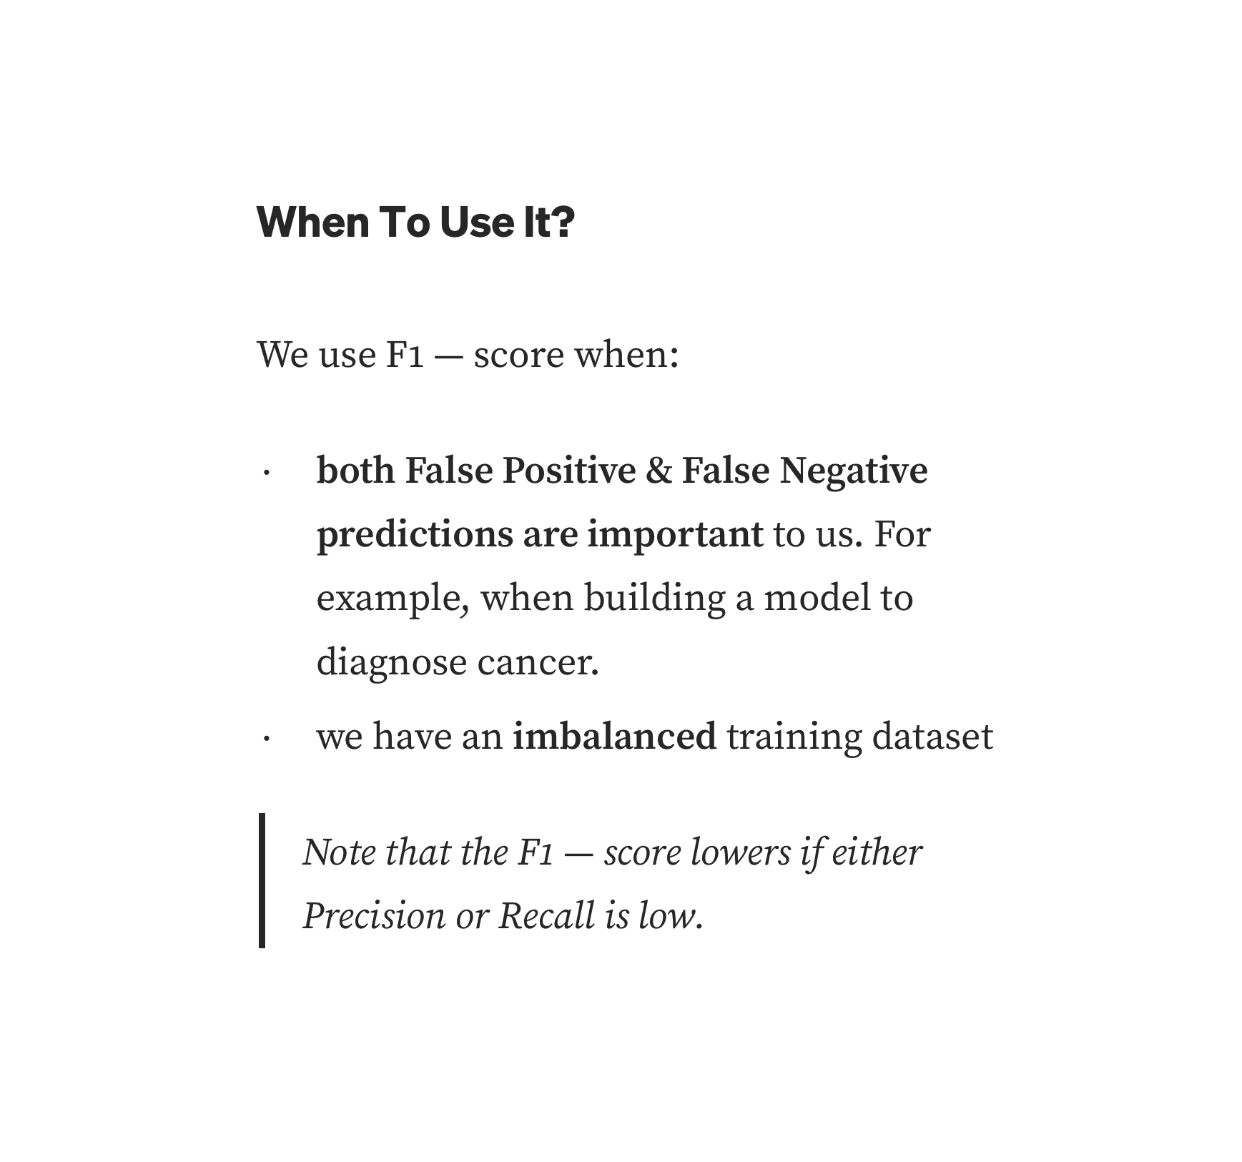 When To Use It?
We use F1 — score when:
· both False Positive & False Negative
predictions are important to us. For
example, when building a model to
diagnose cancer.
· we have an imbalanced training dataset
Note that the F1 — score lowers if either
Precision or Recall is low.